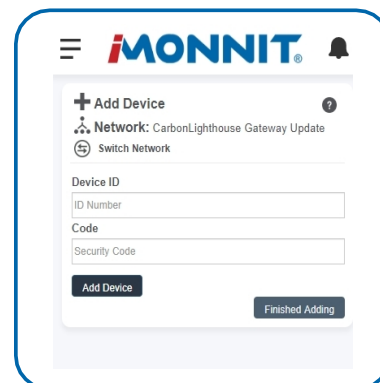 iMONNIT®
Add Device
?
Network: CarbonLighthouse Gateway Update
Switch Network
Device ID
ID Number
Code
Security Code
Add Device
Finished Adding